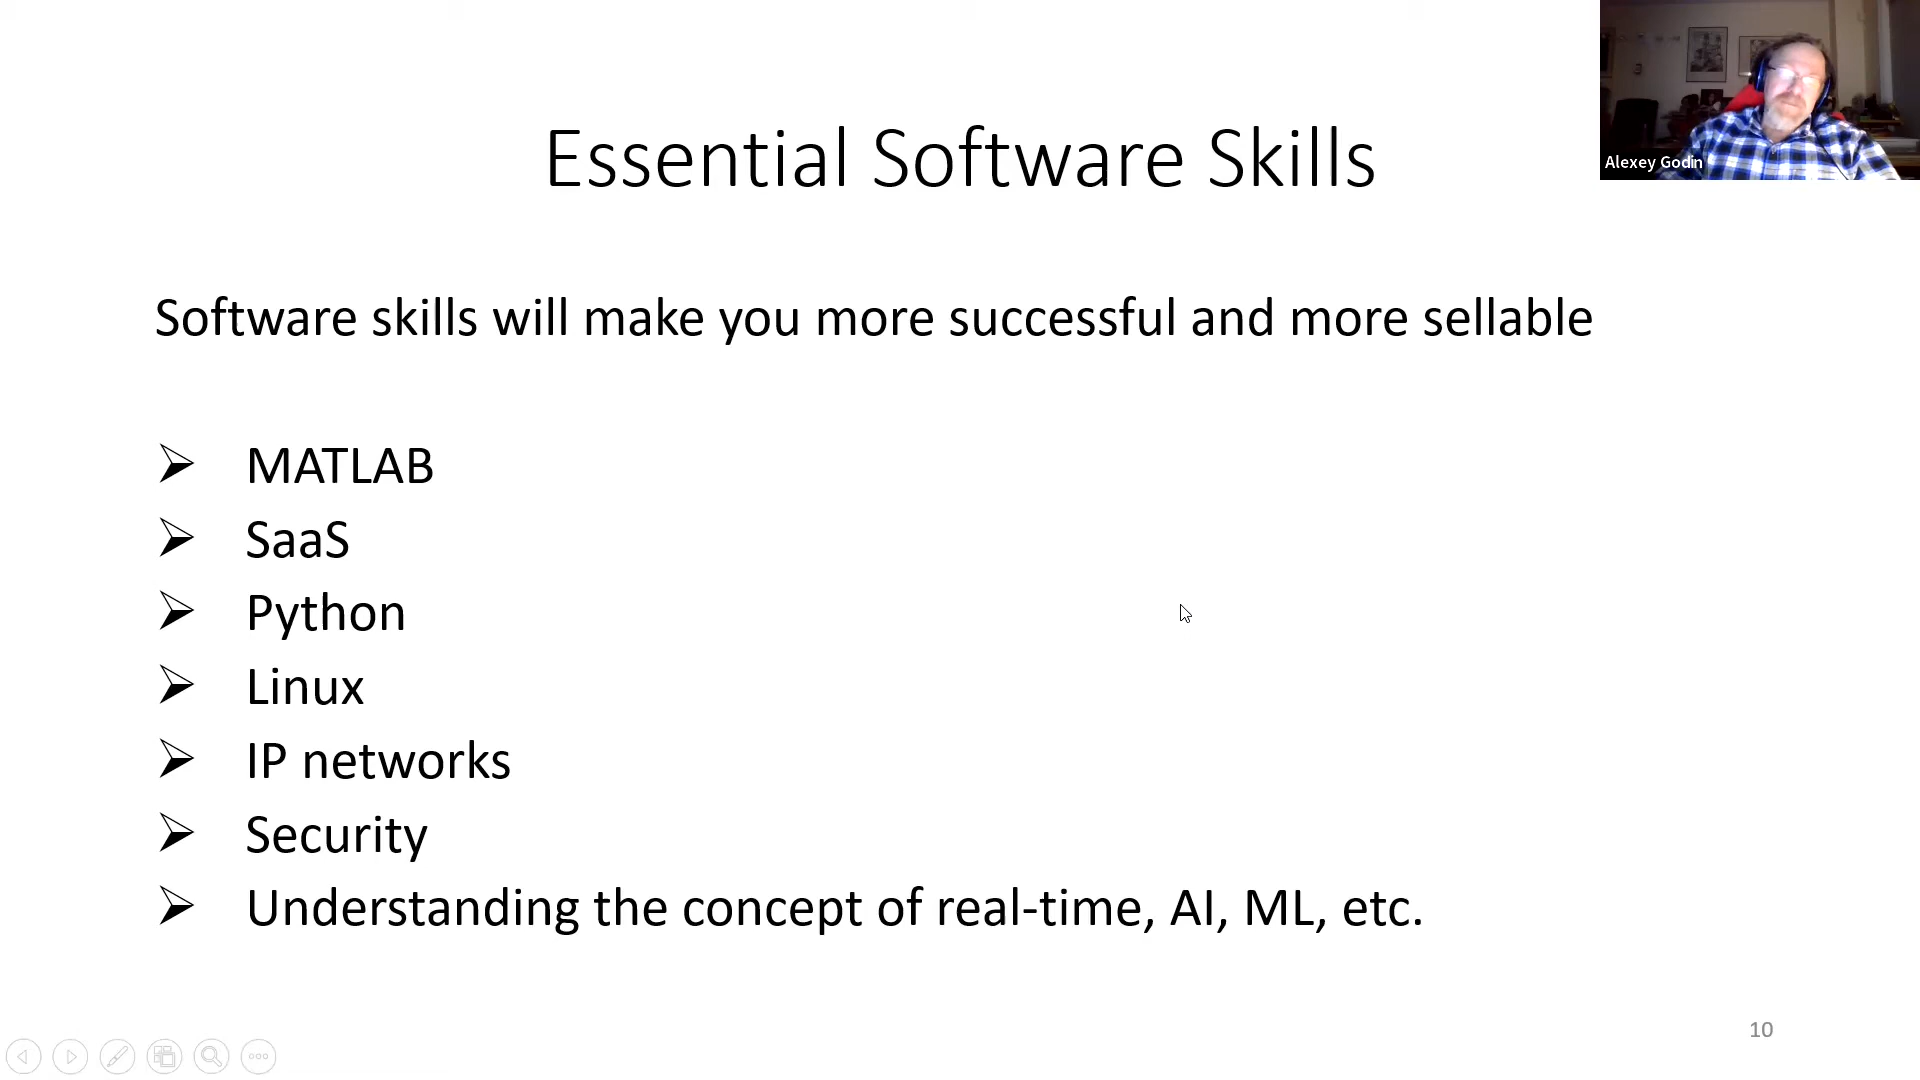 Essential Software Skills
Alexey Godin
Software skills will make you more successful and more sellable
MATLAB
SaaS
Python
Linux
IP networks
Security
Understanding the concept of real-time, AI, ML, etc.
10